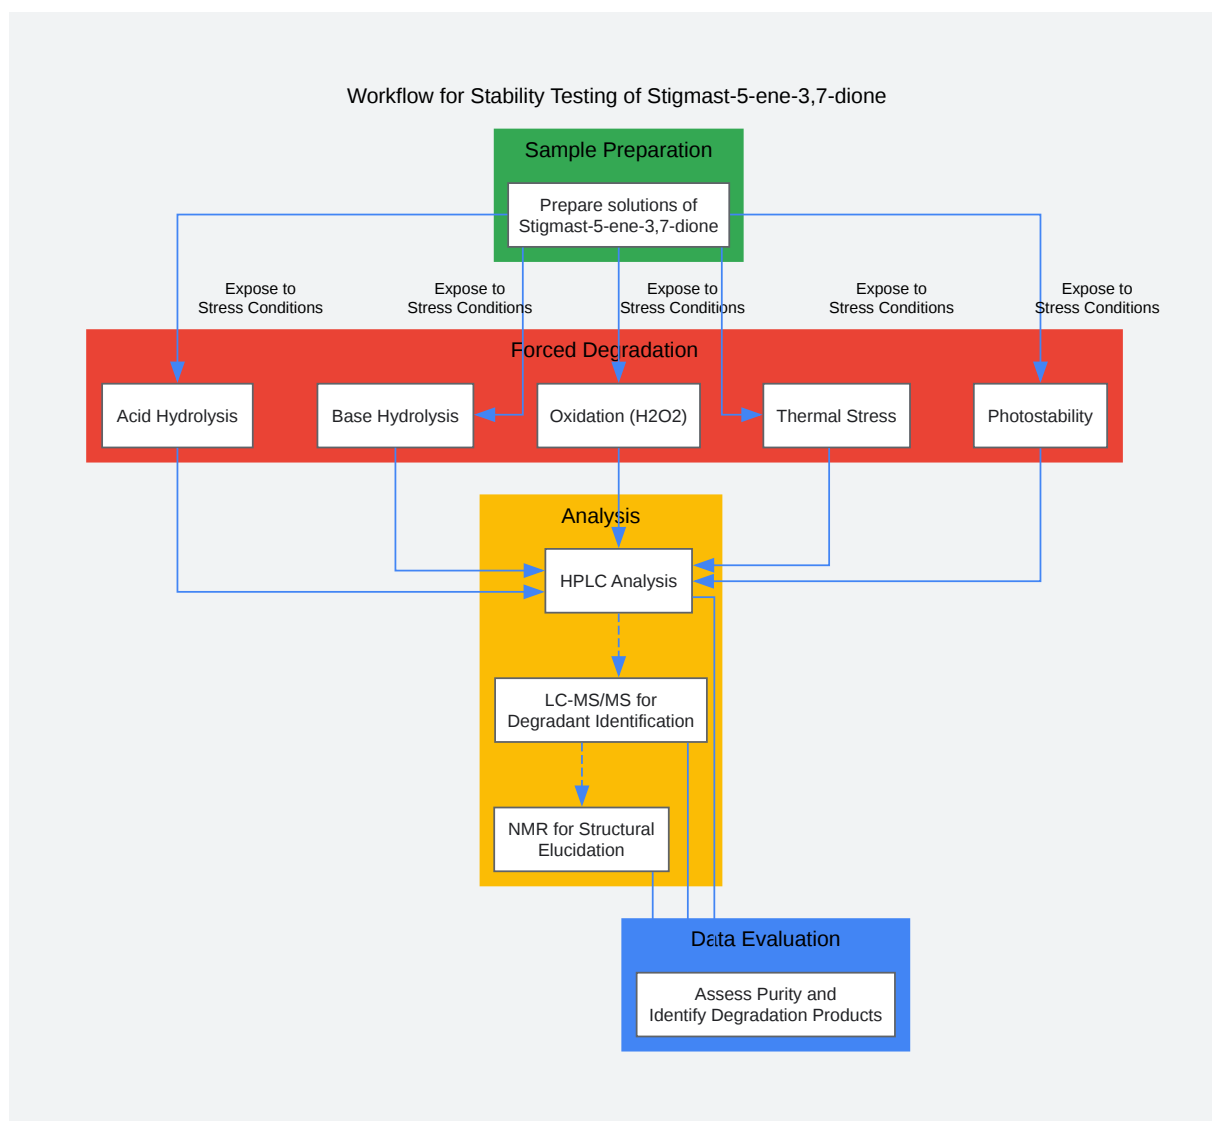 Workflow for Stability Testing of Stigmast-5-ene-3,7-dione
Sample Preparation
Prepare solutions of
Stigmast-5-ene-3,7-dione
Expose to
Stress Conditions
Expose to
Stress Conditions
Expose to
Stress Conditions
Expose to
Stress Conditions
Expose to
Stress Conditions
Forced Degradation
Acid Hydrolysis
Base Hydrolysis
Oxidation (H2O2)
Thermal Stress
Photostability
Analysis
HPLC Analysis
LC-MS/MS for
Degradant Identification
NMR for Structural
Elucidation
Data Evaluation
Assess Purity and
Identify Degradation Products